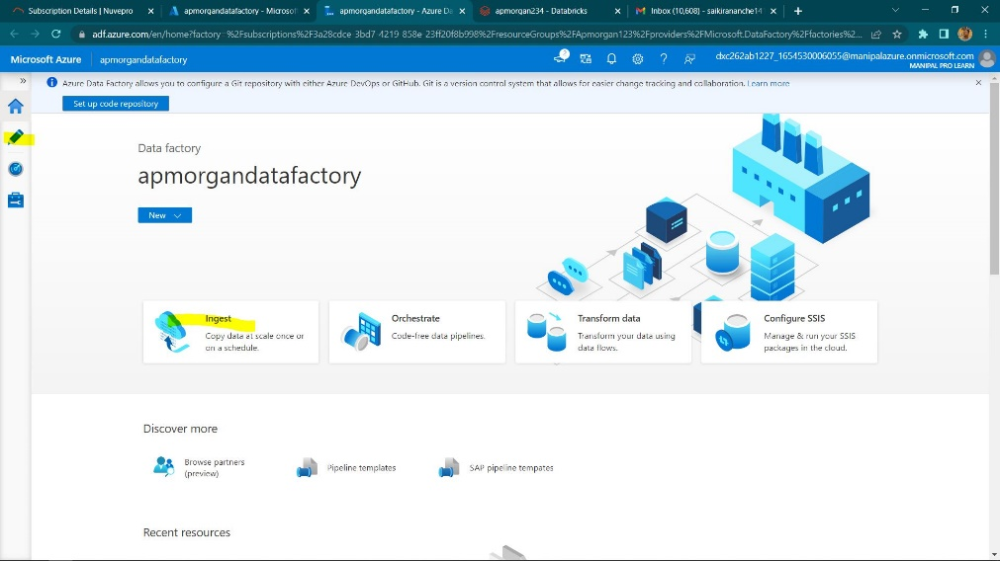 Subscription Details | Nuvepro
apmorgandatafactory - Microsof
apmorgandatafactory - Azure Da
apmorgan234 - Databricks
Inbox (10,608) - saikirananche14
adf.azure.com/en/home?factory=%2Fsubscriptions%2F3a28cdce-3bd7-4219-858e-23ff20f8b998%2FresourceGroups%2FApmorgan123%2Fproviders%2FMicrosoft.DataFactory%2Ffactories%2...
Microsoft Azure
apmorgandatafactory
2
dxc262ab1227_1654530006055@manipalazure.onmicrosoft.com
MANIPAL PRO LEARN
Azure Data Factory allows you to configure a Git repository with either Azure DevOps or GitHub. Git is a version control system that allows for easier change tracking and collaboration. Learn more
Set up code repository
Data factory
apmorgandatafactory
New
Ingest
Copy data at scale once or
on a schedule.
Orchestrate
Code-free data pipelines.
Transform data
Transform your data using
data flows.
Configure SSIS
Manage & run your SSIS
packages in the cloud.
Discover more
Browse partners
(preview)
Pipeline templates
SAP pipeline tempates
Recent resources